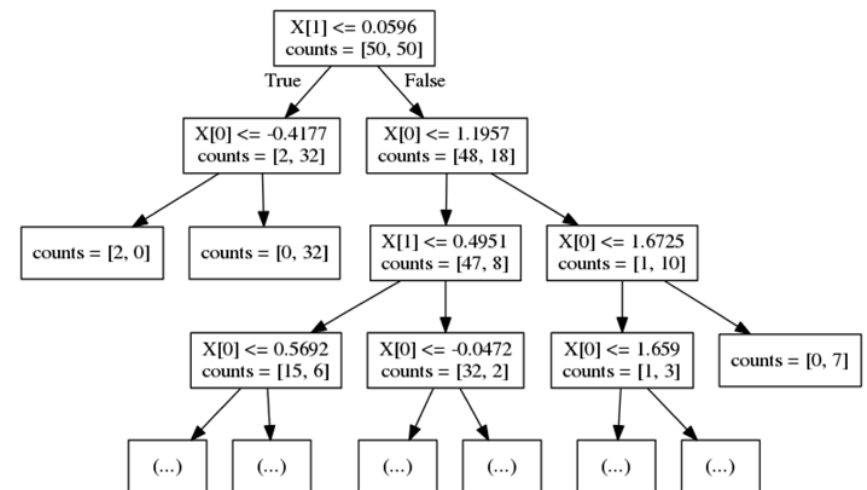 X[1] <= 0.0596
counts = [50, 50]
True
False
X[0] <= -0.4177
counts = [2, 32]
X[0] <= 1.1957
counts = [48, 18]
counts = [2, 0]
counts = [0, 32]
X[1] <= 0.4951
counts = [47, 8]
X[0] <= 1.6725
counts = [1, 10]
X[0] <= 0.5692
counts = [15, 6]
X[0] <= -0.0472
counts = [32, 2]
X[0] <= 1.659
counts = [1, 3]
counts = [0, 7]
(...)
(...)
(...)
(...)
(...)
(...)